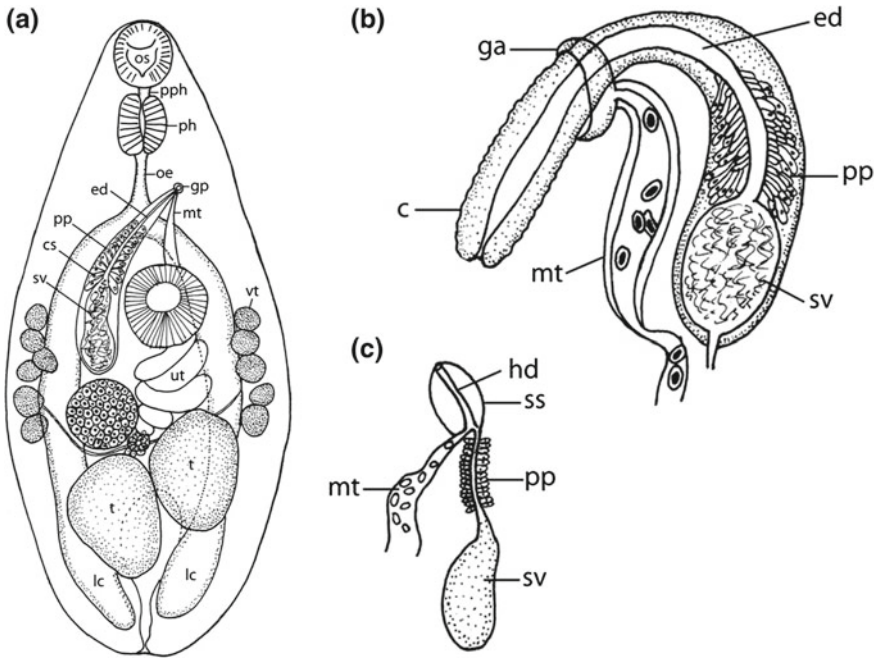 (a)
os
pph
ph
oe
ed
gp
pp
mt
cs
sv
vt
ut
t
t
lc
lc
(b)
ed
ga
pp
c
mt
sv
(c)
hd
ss
mt
pp
sv